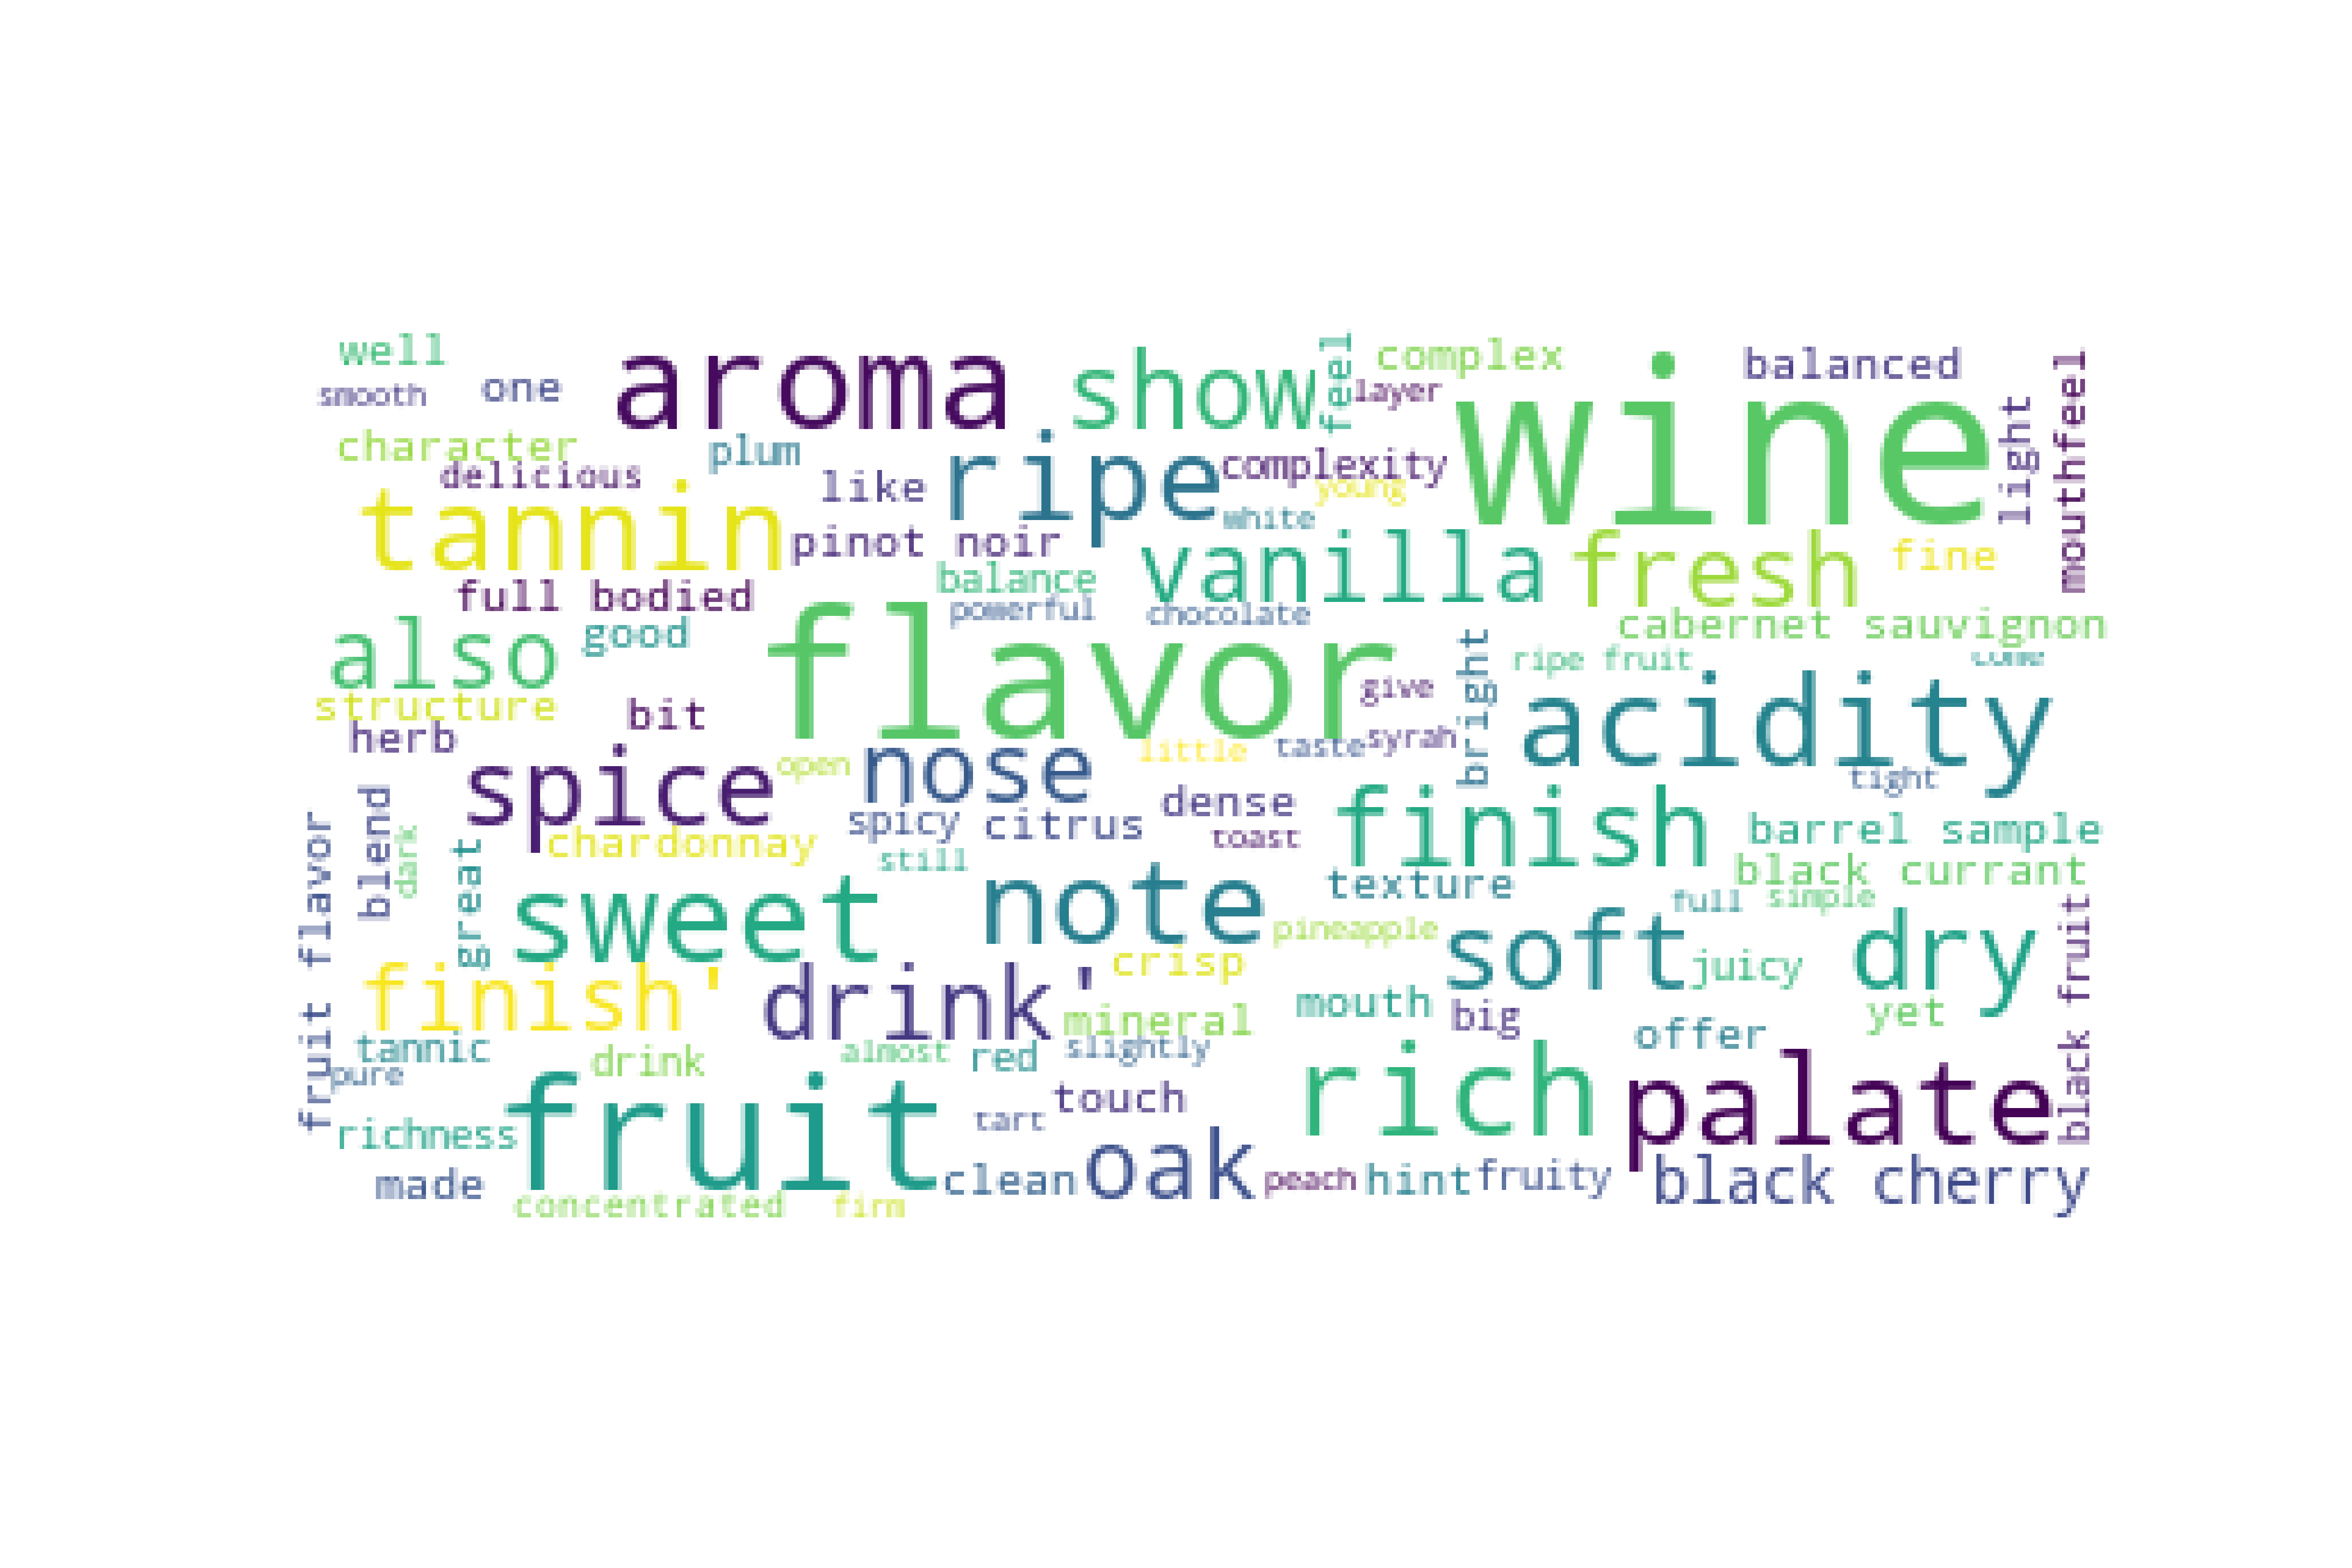 well
smooth
one
aroma
show
feel
complex
layer
balanced
wine
light
mouthfeel
character
delicious
plum
like
ripe
complexity
young
white
tannin
pinot noir
vanilla
fresh
fine
full bodied
balance
powerful
chocolate
cabernet sauvignon
also
good
flavor
give
bright
ripe fruit
structure
bit
herb
acidity
spice
open
nose
little
taste
syrah
tight
blend
dark
chardonnay
spicy
citrus
dense
toast
finish
barrel sample
fruit flavor
great
still
texture
black currant
sweet
note
pineapple
full
simple
soft
dry
black fruit
finish'
drink'
crisp
juicy
mineral
mouth
big
yet
offer
tannic
pure
drink
almost
red
slightly
rich
palate
fruit
touch
tart
richness
made
concentrated
firm
clean
oak
peach
hint
fruity
black cherry